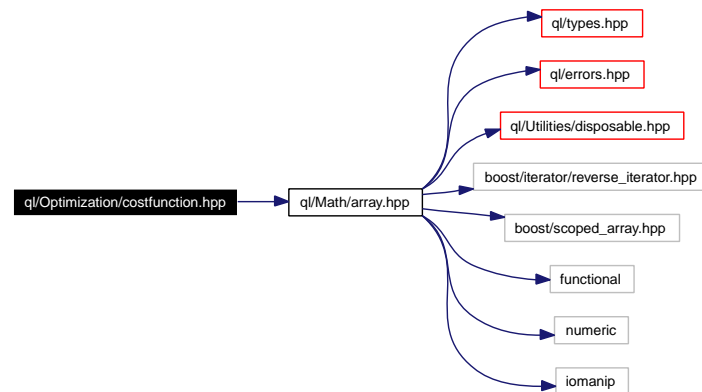 ql/types.hpp
ql/errors.hpp
ql/Utilities/disposable.hpp
boost/iterator/reverse_iterator.hpp
ql/Optimization/costfunction.hpp
ql/Math/array.hpp
boost/scoped_array.hpp
functional
numeric
iomanip